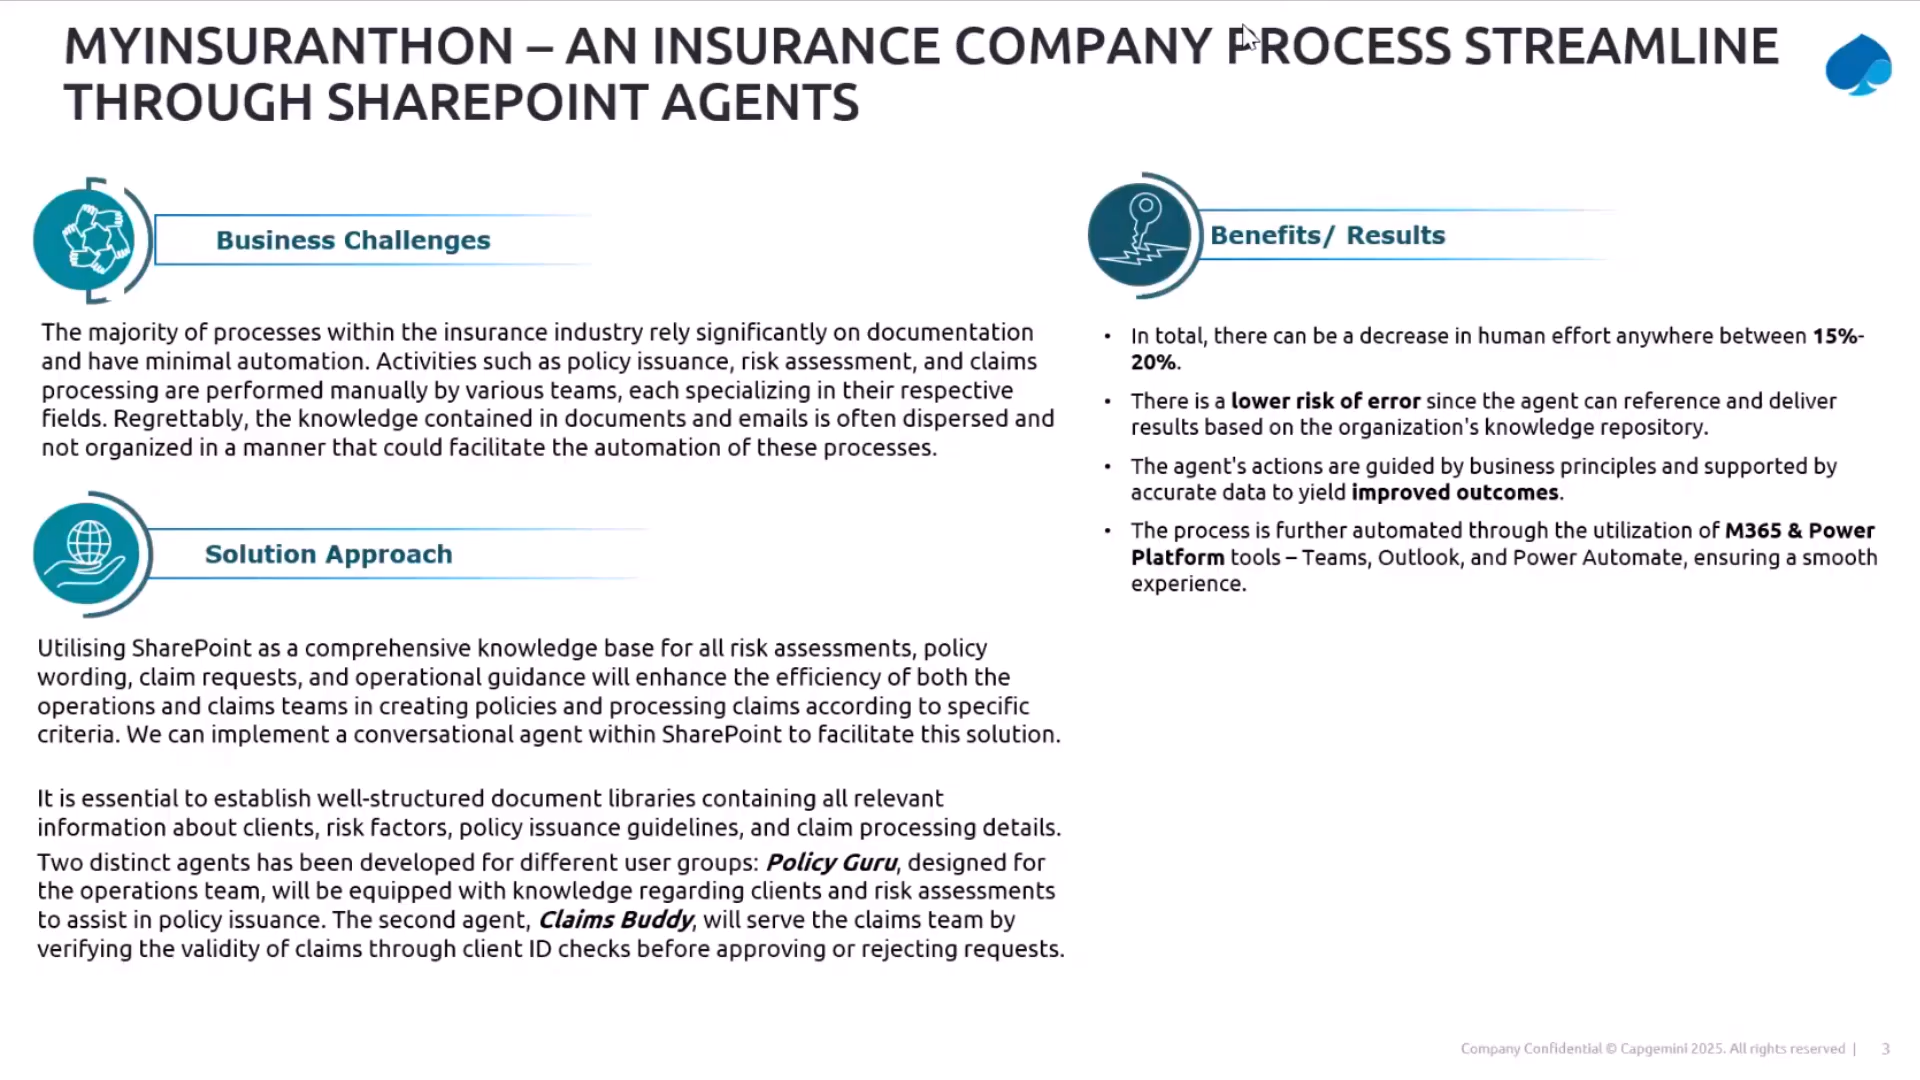 MYINSURANTHON – AN INSURANCE COMPANY PROCESS STREAMLINE
THROUGH SHAREPOINT AGENTS
Business Challenges
The majority of processes within the insurance industry rely significantly on documentation
and have minimal automation. Activities such as policy issuance, risk assessment, and claims
processing are performed manually by various teams, each specializing in their respective
fields. Regrettably, the knowledge contained in documents and emails is often dispersed and
not organized in a manner that could facilitate the automation of these processes.
Solution Approach
Utilising SharePoint as a comprehensive knowledge base for all risk assessments, policy
wording, claim requests, and operational guidance will enhance the efficiency of both the
operations and claims teams in creating policies and processing claims according to specific
criteria. We can implement a conversational agent within SharePoint to facilitate this solution.
It is essential to establish well-structured document libraries containing all relevant
information about clients, risk factors, policy issuance guidelines, and claim processing details.
Two distinct agents has been developed for different user groups: Policy Guru, designed for
the operations team, will be equipped with knowledge regarding clients and risk assessments
to assist in policy issuance. The second agent, Claims Buddy, will serve the claims team by
verifying the validity of claims through client ID checks before approving or rejecting requests.
Benefits/ Results
• In total, there can be a decrease in human effort anywhere between 15%-
20%.
• There is a lower risk of error since the agent can reference and deliver
results based on the organization's knowledge repository.
• The agent's actions are guided by business principles and supported by
accurate data to yield improved outcomes.
• The process is further automated through the utilization of M365 & Power
Platform tools – Teams, Outlook, and Power Automate, ensuring a smooth
experience.
Company Confidential © Capgemini 2025. All rights reserved | 3